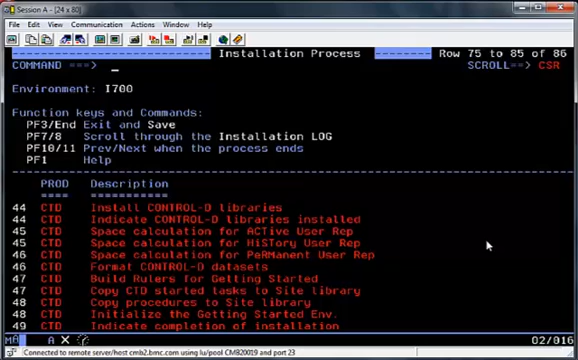 Session A - [24 x 80]
File Edit View Communication Actions Window Help
Installation Process Row 75 to 85 of 86
COMMAND ===> _ SCROLL==> CSR
Environment: I700
Function keys and Commands:
PF3/End Exit and Save
PF7/8 Scroll through the Installation LOG
PF10/11 Prev/Next when the process ends
PF1 Help
PROD Description
==== ===========
44 CTD Install CONTROL-D libraries
44 CTD Indicate CONTROL-D libraries installed
45 CTD Space calculation for ACTive User Rep
45 CTD Space calculation for HiSTory User Rep
46 CTD Space calculation for PeRManent User Rep
46 CTD Format CONTROL-D datasets
47 CTD Build Rulers for Getting Started
47 CTD Copy CTD started tasks to Site library
48 CTD Copy procedures to Site library
48 CTD Initialize the Getting Started Env.
49 CTD Indicate completion of installation
MA A X 02/016
Connected to remote server/host cmb2.bmc.com using lu/pool CMB20019 and port 23